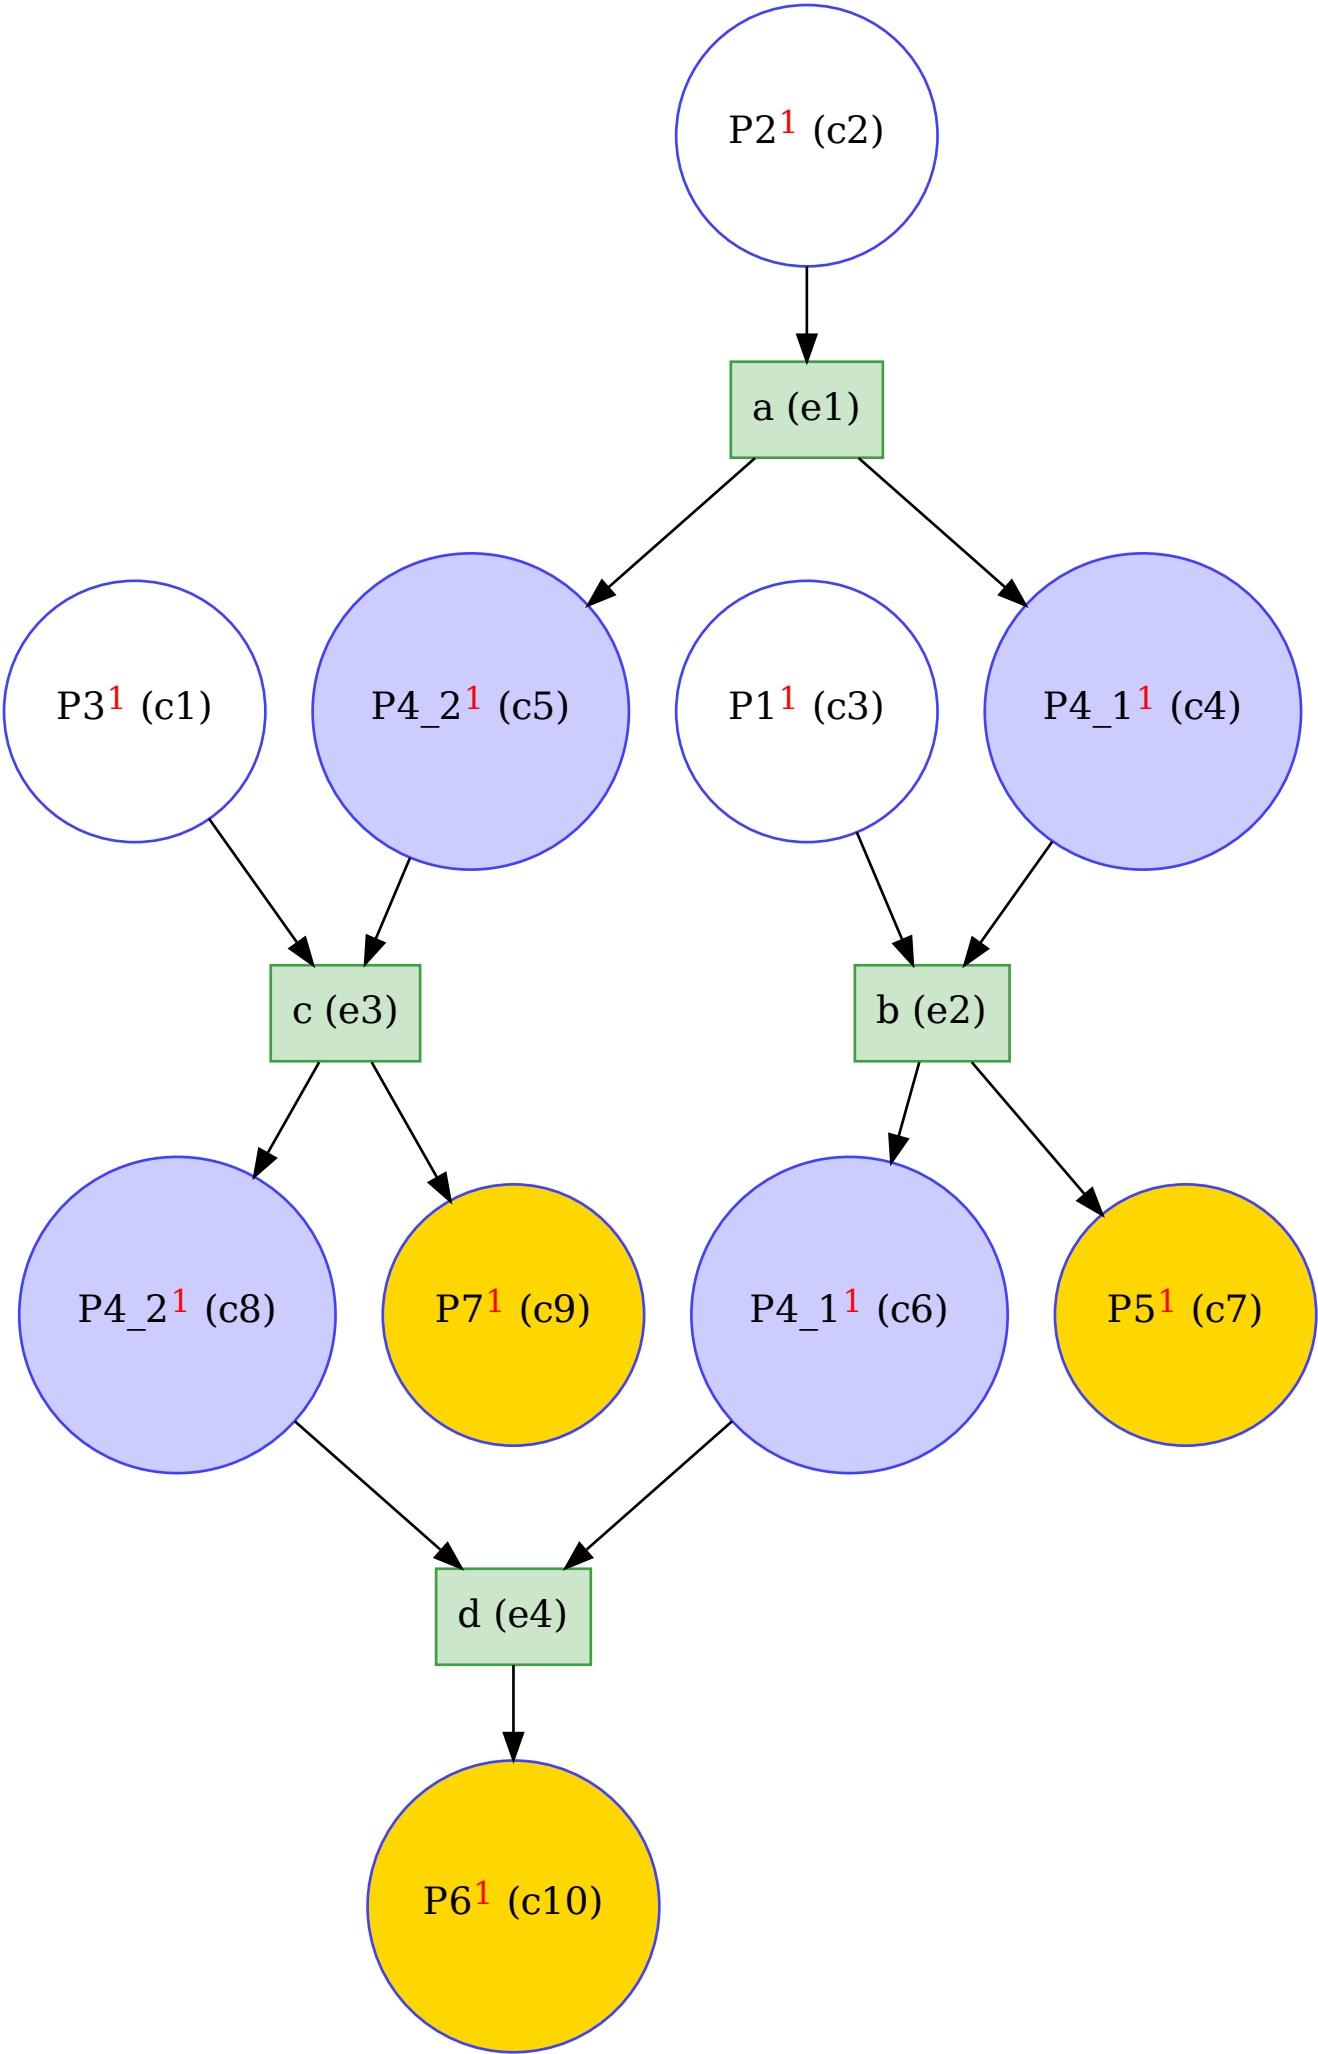 P2¹ (c2)
a (e1)
P3¹ (c1)
P4_2¹ (c5)
P1¹ (c3)
P4_1¹ (c4)
c (e3)
b (e2)
P4_2¹ (c8)
P7¹ (c9)
P4_1¹ (c6)
P5¹ (c7)
d (e4)
P6¹ (c10)